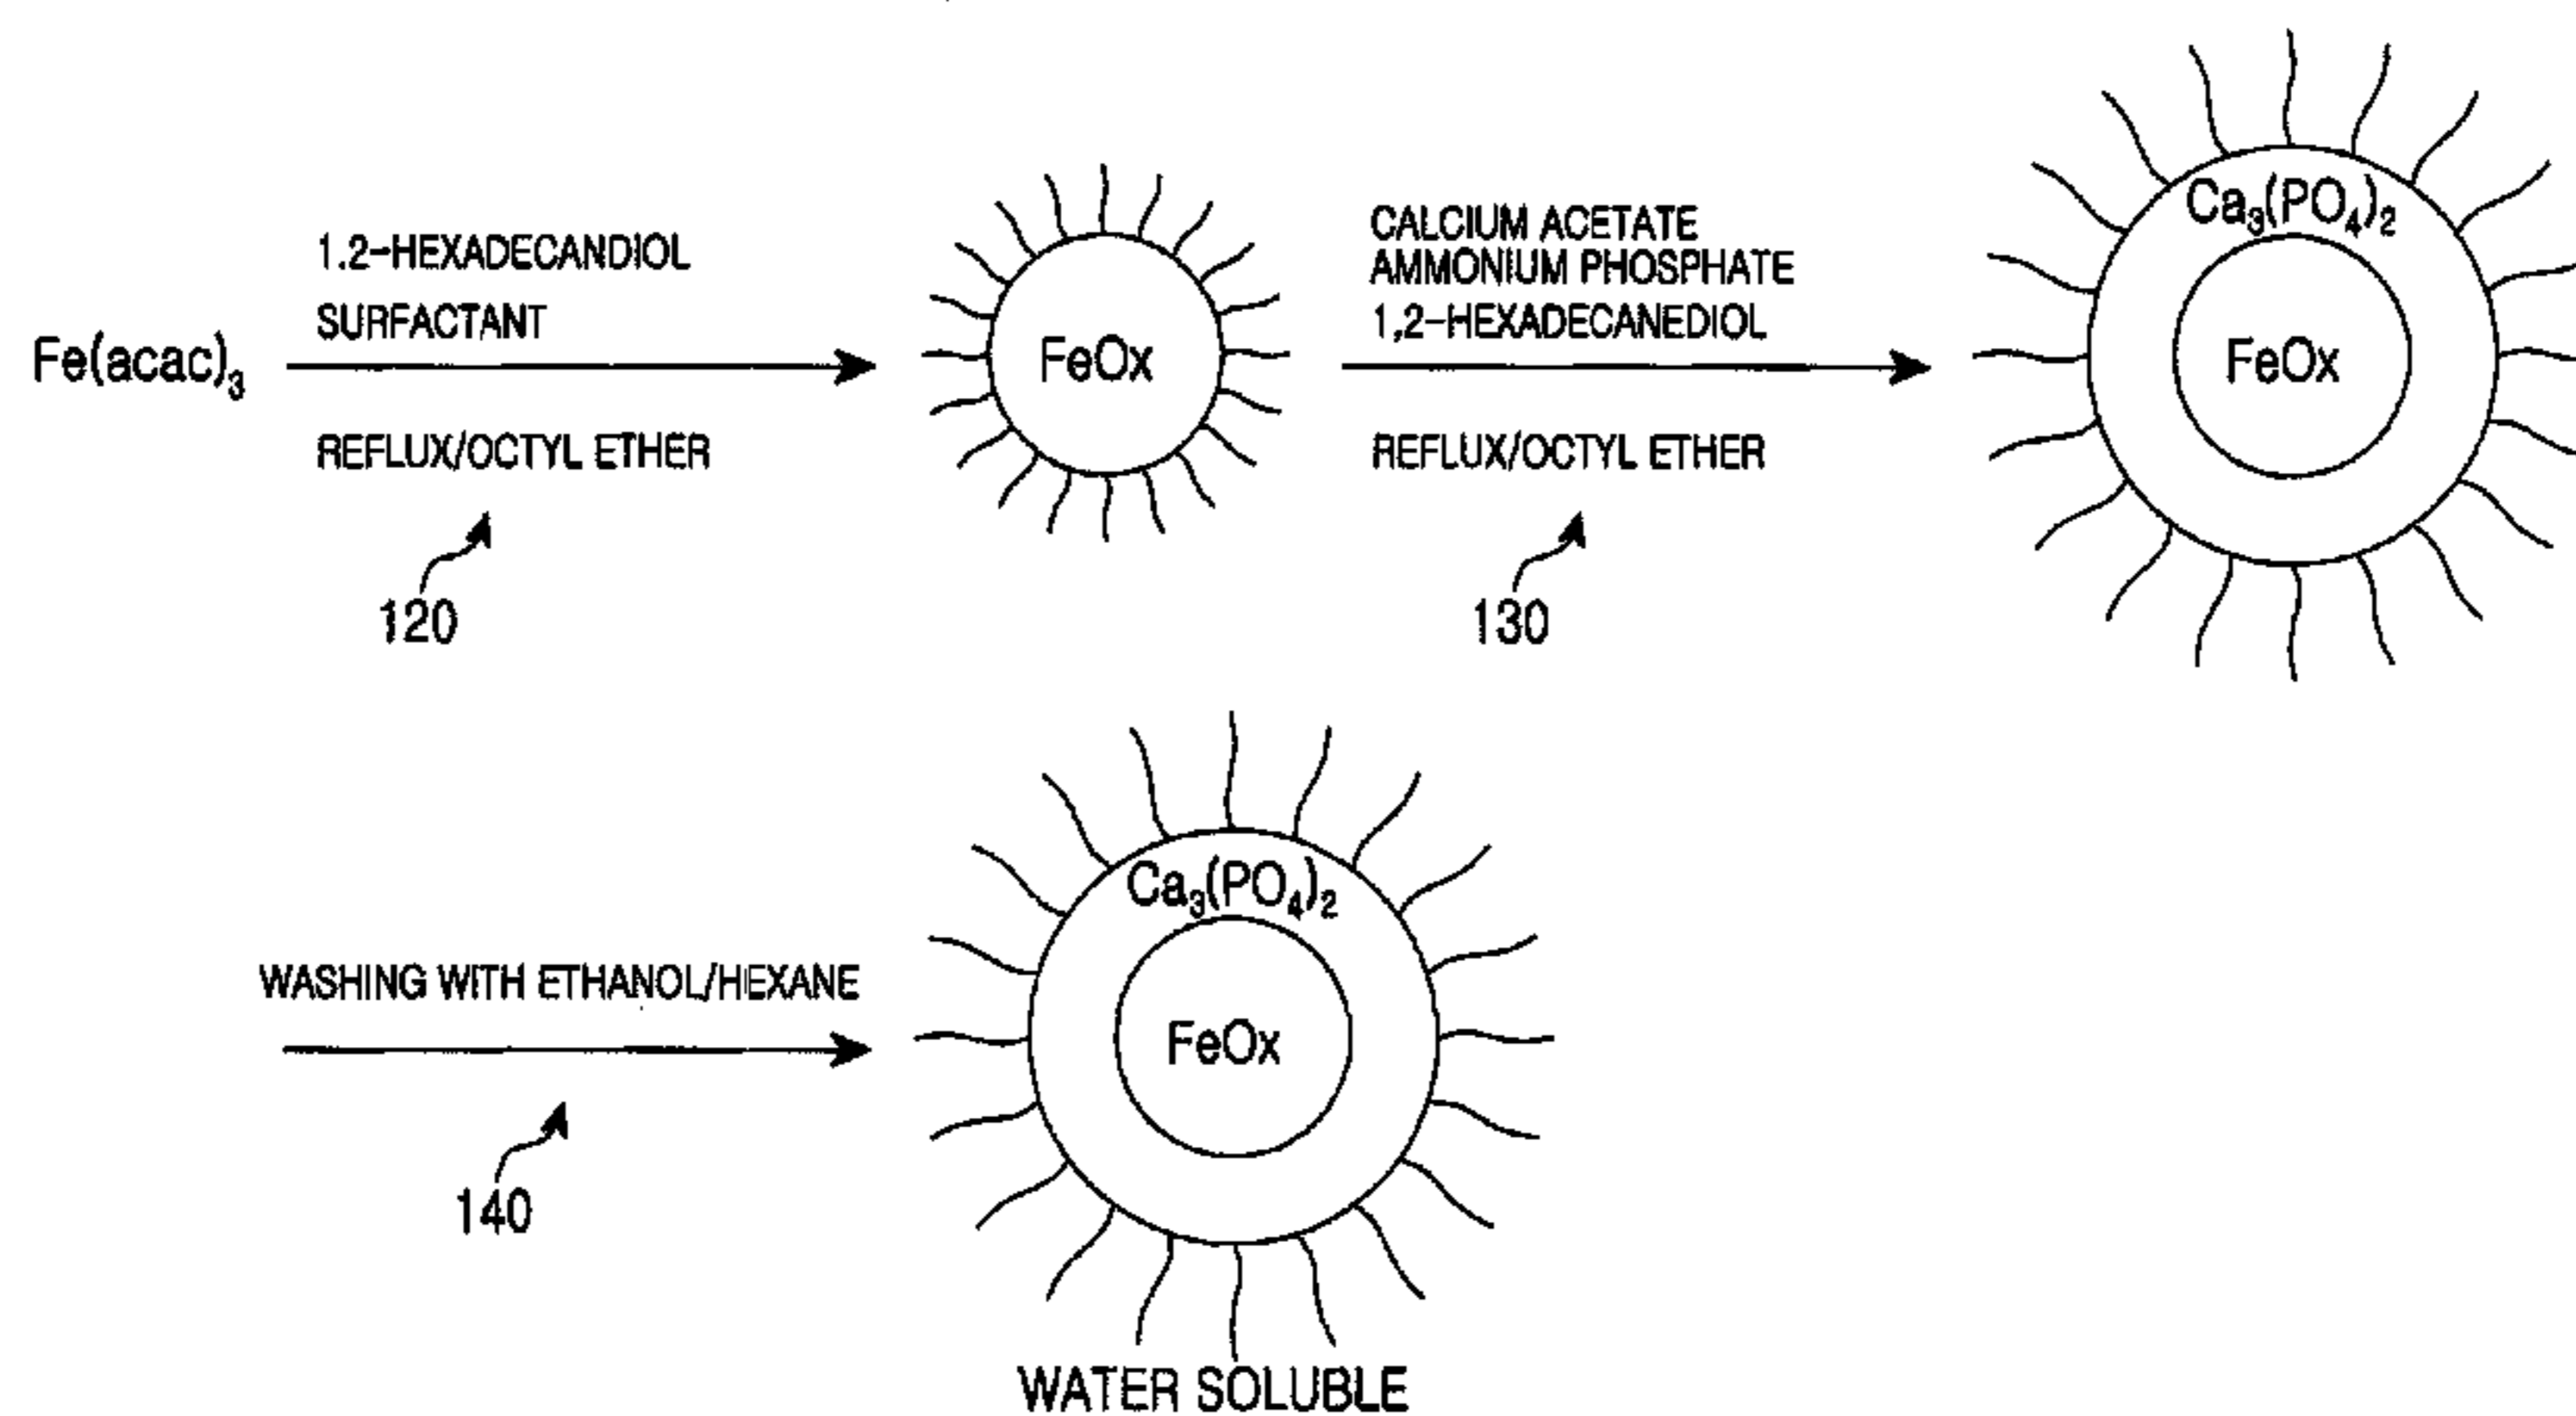 Fe(acac)₃
1.2-HEXADECANDIOL
SURFACTANT
REFLUX/OCTYL ETHER
120
FeOx
CALCIUM ACETATE
AMMONIUM PHOSPHATE
1,2-HEXADECANEDIOL
REFLUX/OCTYL ETHER
130
Ca₃(PO₄)₂
FeOx
WASHING WITH ETHANOL/HEXANE
140
Ca₃(PO₄)₂
FeOx
WATER SOLUBLE